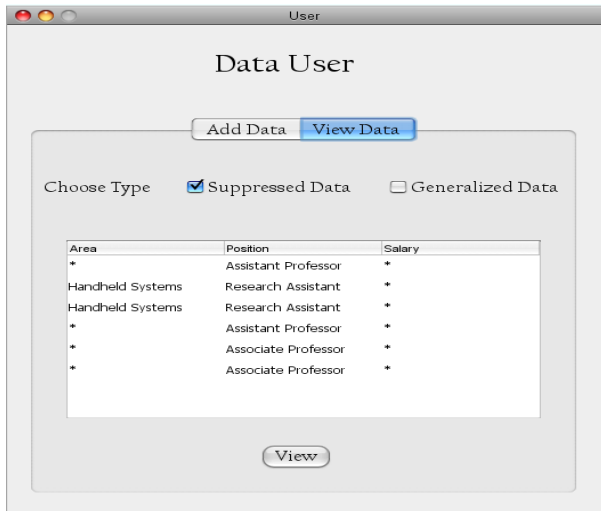 User
Data User
Add Data View Data
Choose Type Suppressed Data Generalized Data
Area Position Salary
* Assistant Professor *
Handheld Systems Research Assistant *
Handheld Systems Research Assistant *
* Assistant Professor *
* Associate Professor *
* Associate Professor *
View